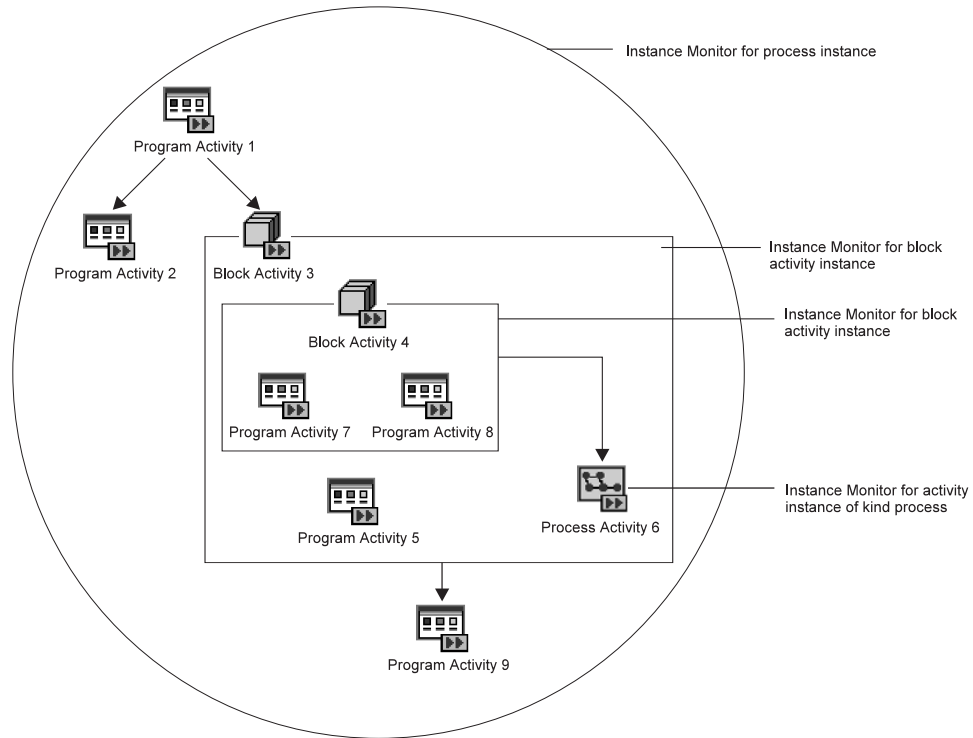 Instance Monitor for process instance
Program Activity 1
Program Activity 2
Block Activity 3
Instance Monitor for block
activity instance
Instance Monitor for block
activity instance
Block Activity 4
Program Activity 7
Program Activity 8
Instance Monitor for activity
instance of kind process
Process Activity 6
Program Activity 5
Program Activity 9